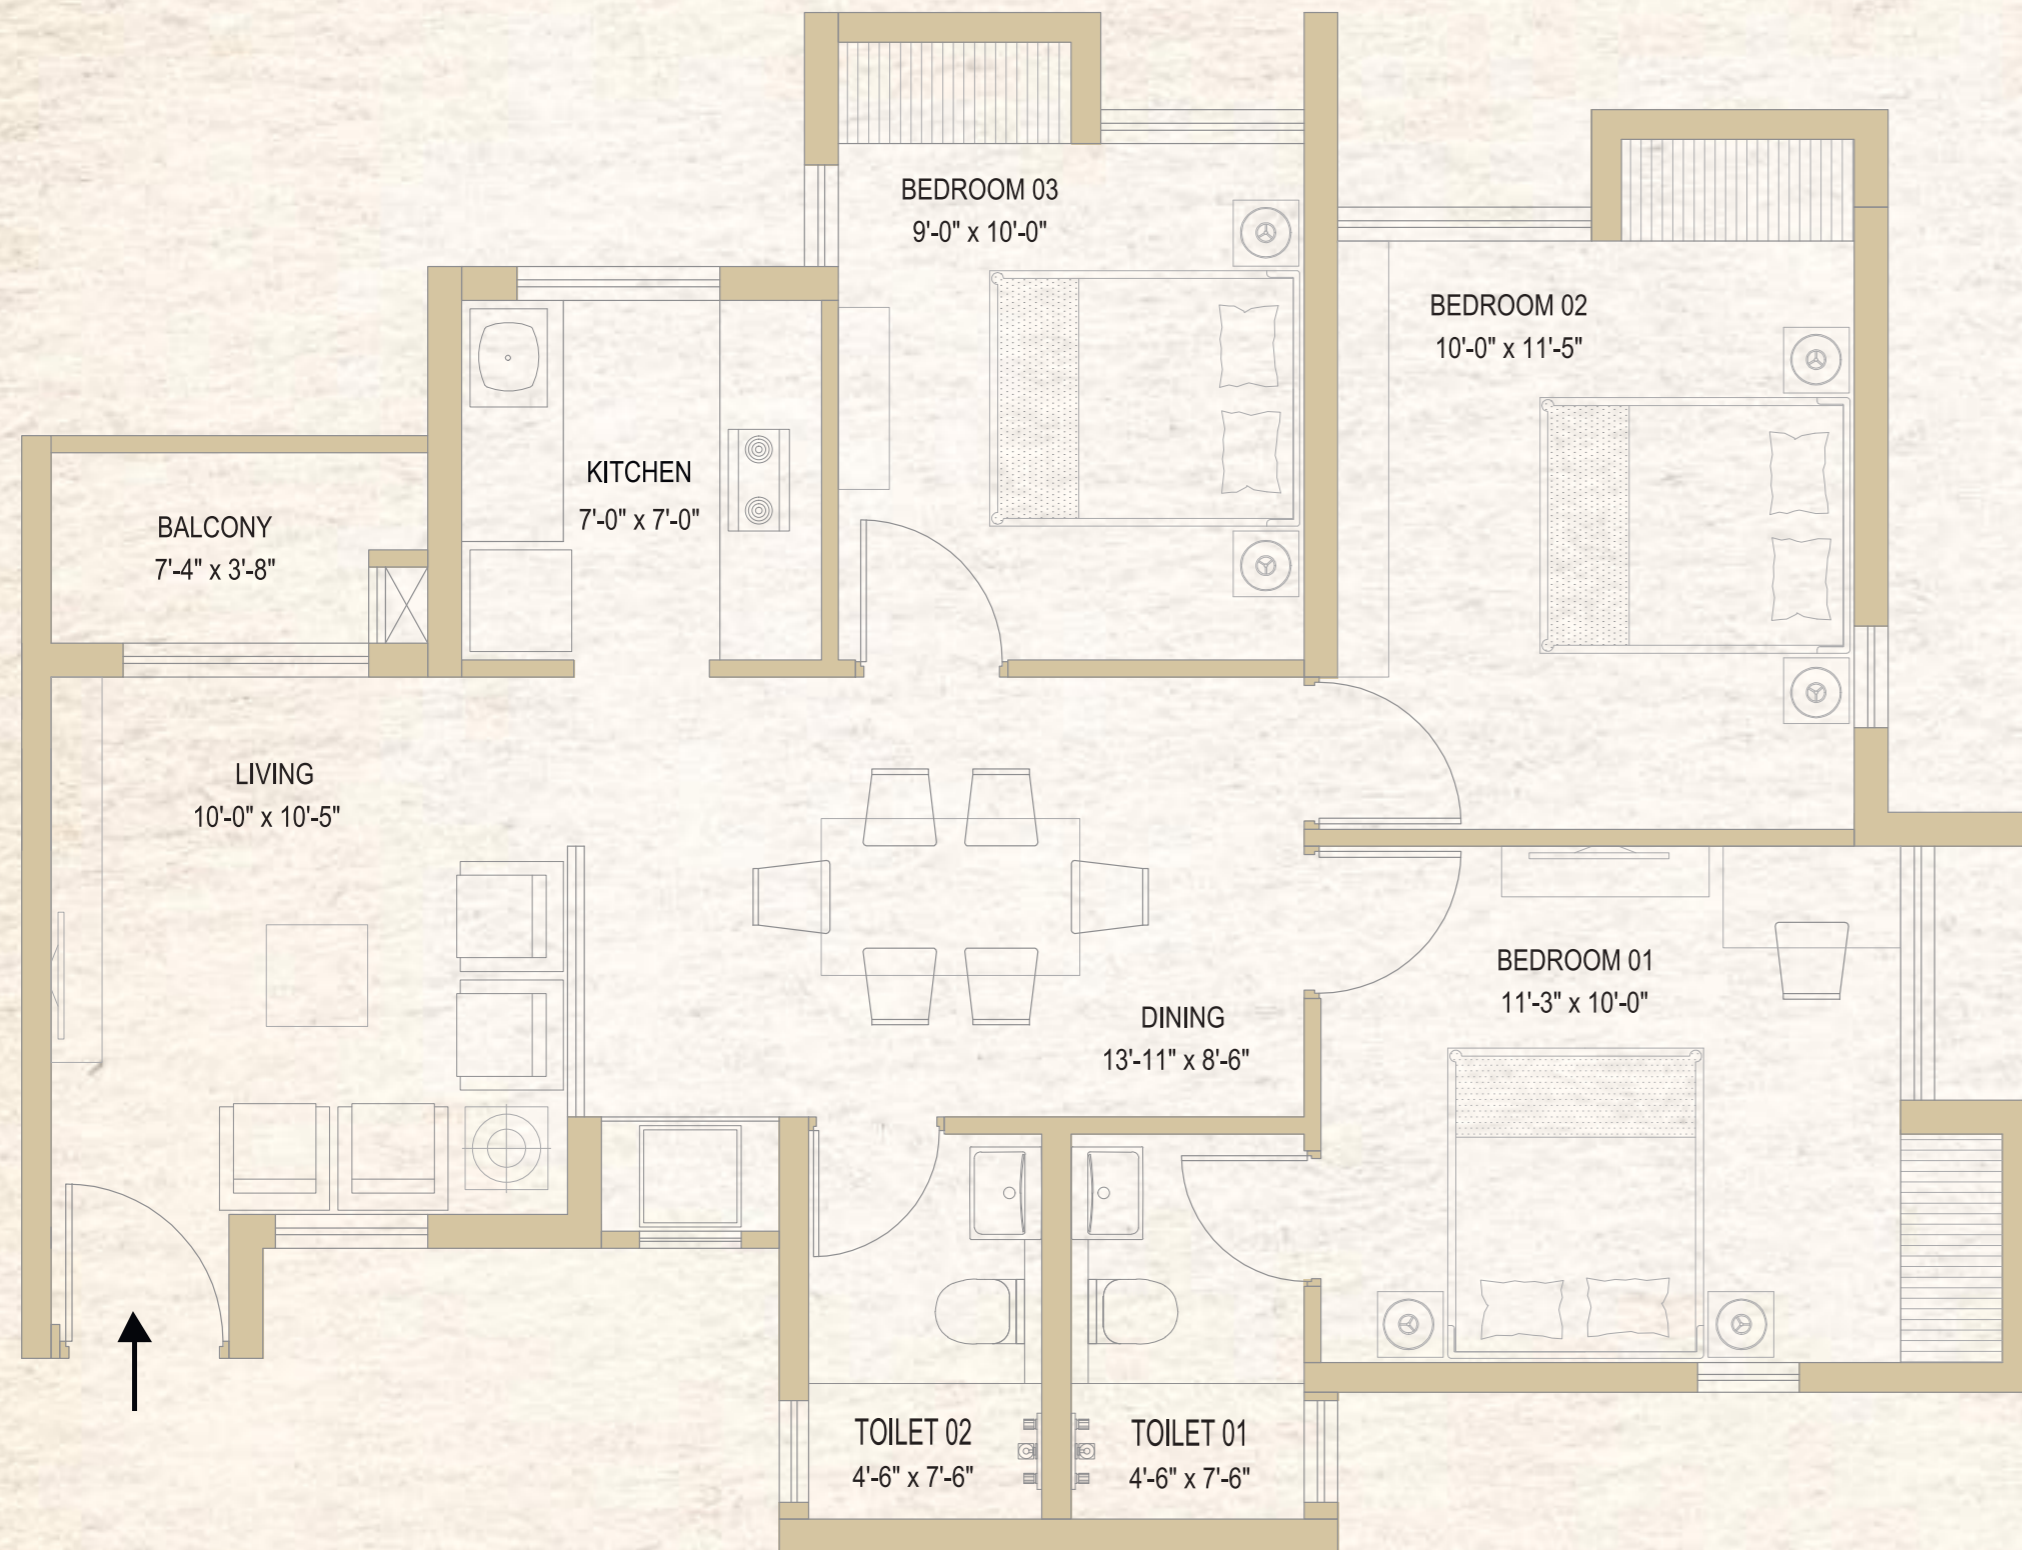 BEDROOM 03
9'-0" x 10'-0"
BEDROOM 02
10'-0" x 11'-5"
KITCHEN
7'-0" x 7'-0"
BALCONY
7'-4" x 3'-8"
LIVING
10'-0" x 10'-5"
BEDROOM 01
11'-3" x 10'-0"
DINING
13'-11" x 8'-6"
TOILET 02
4'-6" x 7'-6"
TOILET 01
4'-6" x 7'-6"